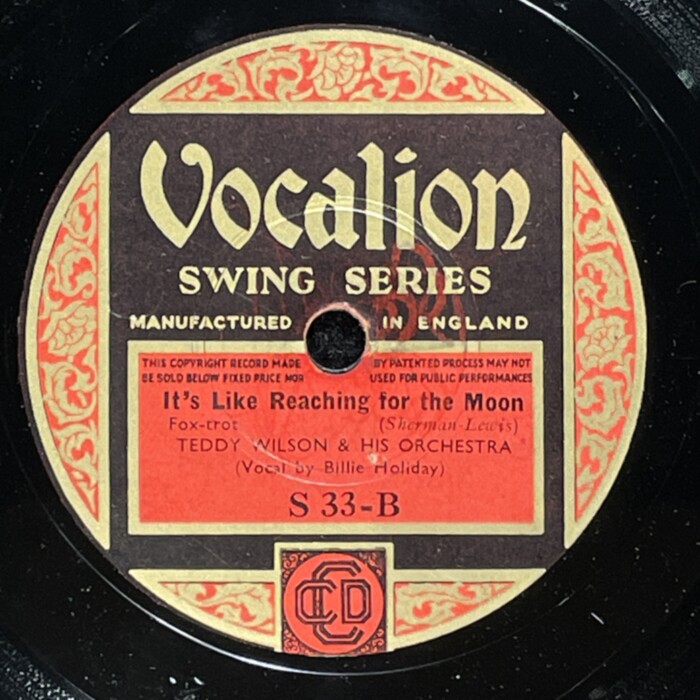 Vocalion
SWING SERIES
MANUFACTURED IN ENGLAND
THIS COPYRIGHT RECORD MADE BY PATENTED PROCESS MAY NOT
BE SOLD BELOW FIXED PRICE NOR USED FOR PUBLIC PERFORMANCES
It's Like Reaching for the Moon
Fox-trot (Sherman-Lewis)
TEDDY WILSON & HIS ORCHESTRA
(Vocal by Billie Holiday)
S 33-B